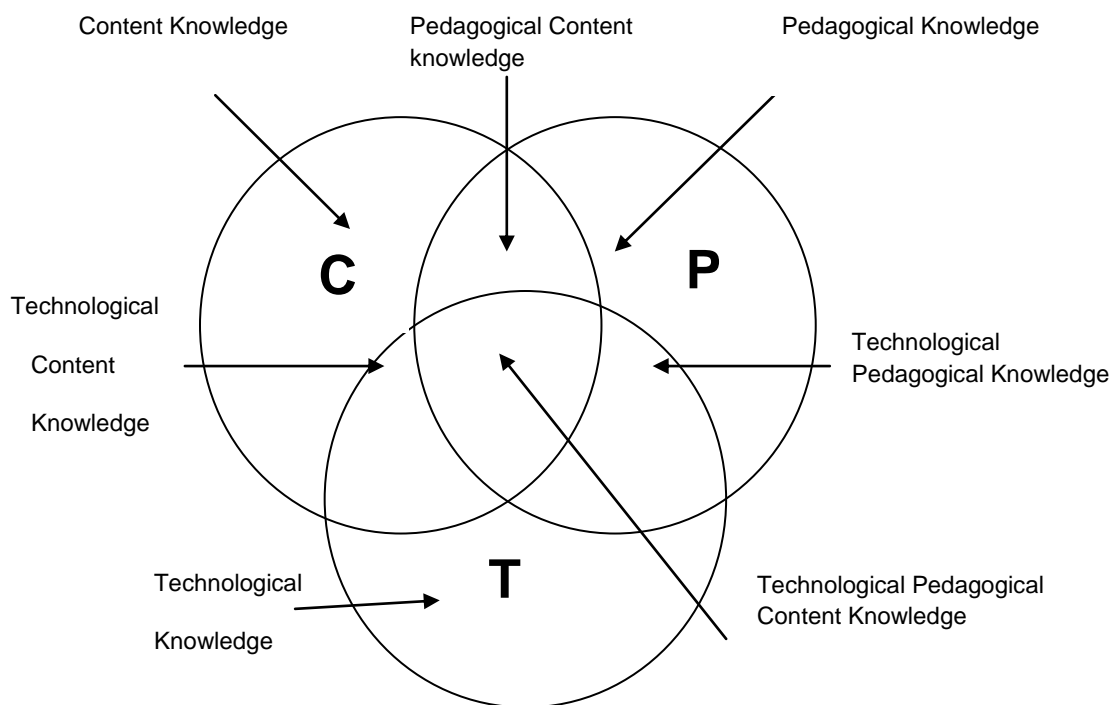 Content Knowledge
Pedagogical Content
knowledge
Pedagogical Knowledge
C
P
Technological
Content
Knowledge
Technological
Pedagogical Knowledge
T
Technological
Knowledge
Technological Pedagogical
Content Knowledge